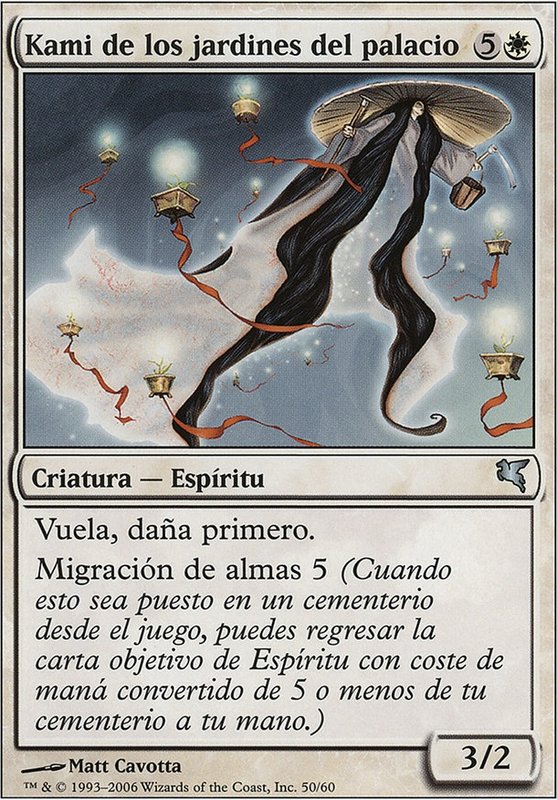 Kami de los jardines del palacio 5
Criatura — Espíritu
Vuela, daña primero.
Migración de almas 5 (Cuando
esto sea puesto en un cementerio
desde el juego, puedes regresar la
carta objetivo de Espíritu con coste de
maná convertido de 5 o menos de tu
cementerio a tu mano.)
3/2
Matt Cavotta
™ & © 1993–2006 Wizards of the Coast, Inc. 50/60